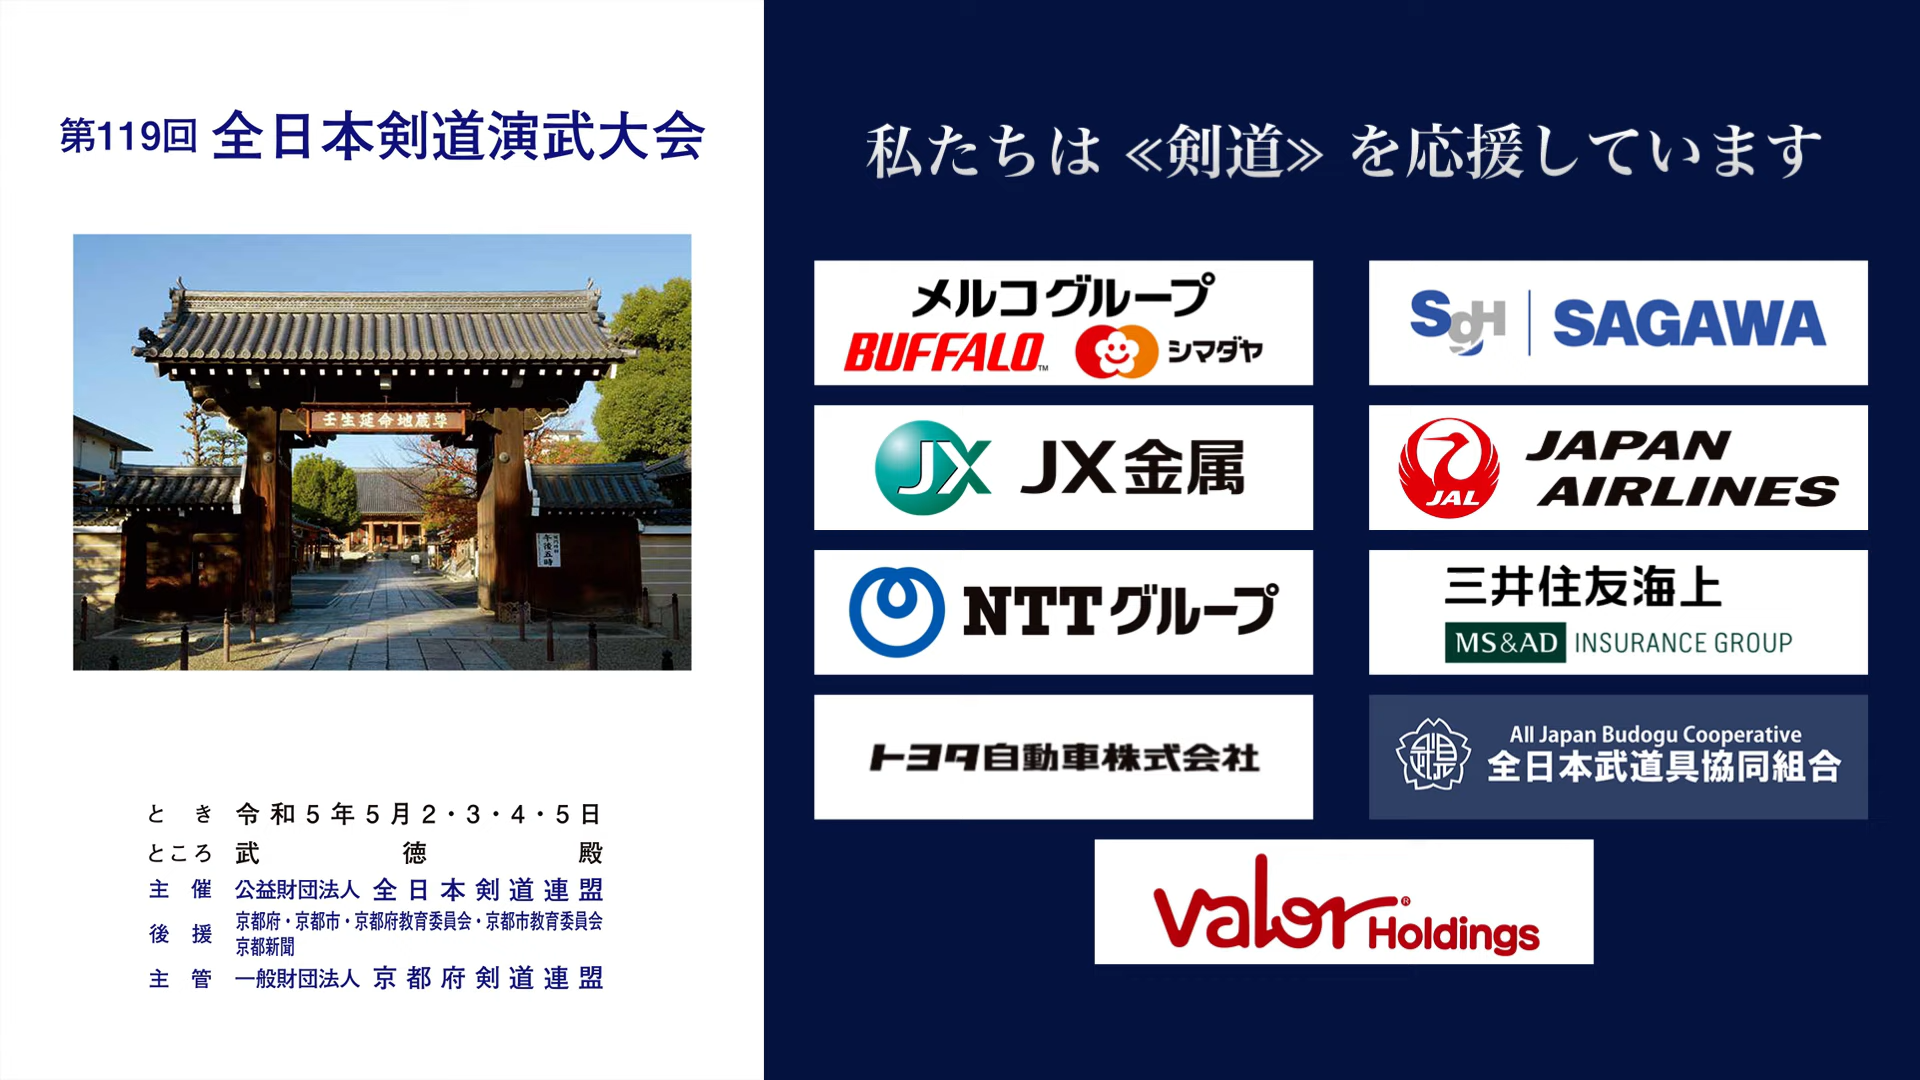 第119回 全日本剣道演武大会
壬生延命地蔵尊
午後五時
とき 令和5年5月2・3・4・5日
ところ 武徳殿
主催 公益財団法人 全日本剣道連盟
後援 京都府・京都市・京都府教育委員会・京都市教育委員会
京都新聞
主管 一般財団法人 京都府剣道連盟
私たちは≪剣道≫を応援しています
メルコグループ
BUFFALO™ シマダヤ
SgH SAGAWA
JX JX金属
JAL JAPAN
AIRLINES
NTTグループ
三井住友海上
MS&AD INSURANCE GROUP
トヨタ自動車株式会社
All Japan Budogu Cooperative
全日本武道具協同組合
valor® Holdings